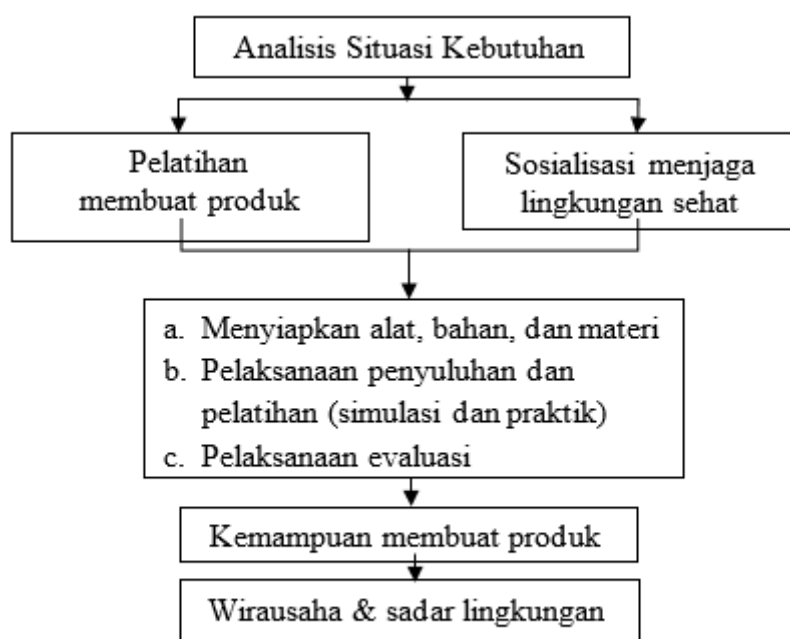 Analisis Situasi Kebutuhan
Pelatihan
membuat produk
Sosialisasi menjaga
lingkungan sehat
a. Menyiapkan alat, bahan, dan materi
b. Pelaksanaan penyuluhan dan
pelatihan (simulasi dan praktik)
c. Pelaksanaan evaluasi
Kemampuan membuat produk
Wirausaha & sadar lingkungan